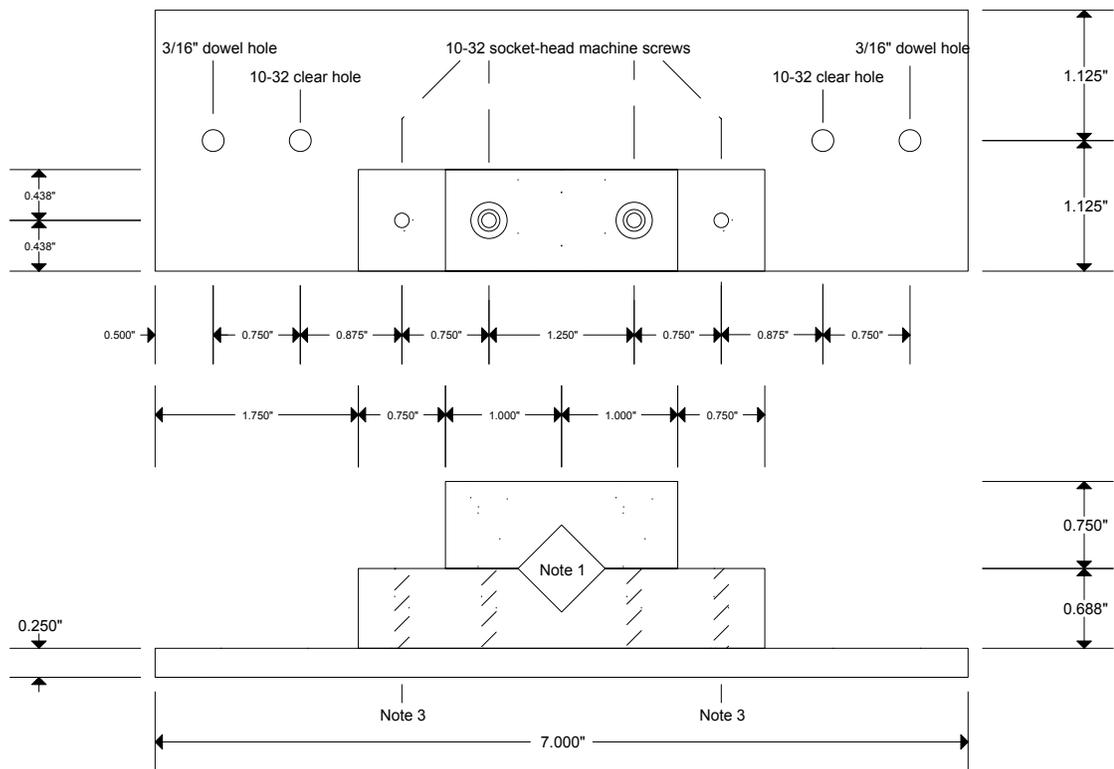 3/16" dowel hole
10-32 socket-head machine screws
3/16" dowel hole
10-32 clear hole
10-32 clear hole
1.125"
0.438"
1.125"
0.438"
0.500"
0.750"
0.875"
0.750"
1.250"
0.750"
0.875"
0.750"
1.750"
0.750"
1.000"
1.000"
0.750"
0.750"
Note 1
0.688"
0.250"
Note 3
Note 3
7.000"